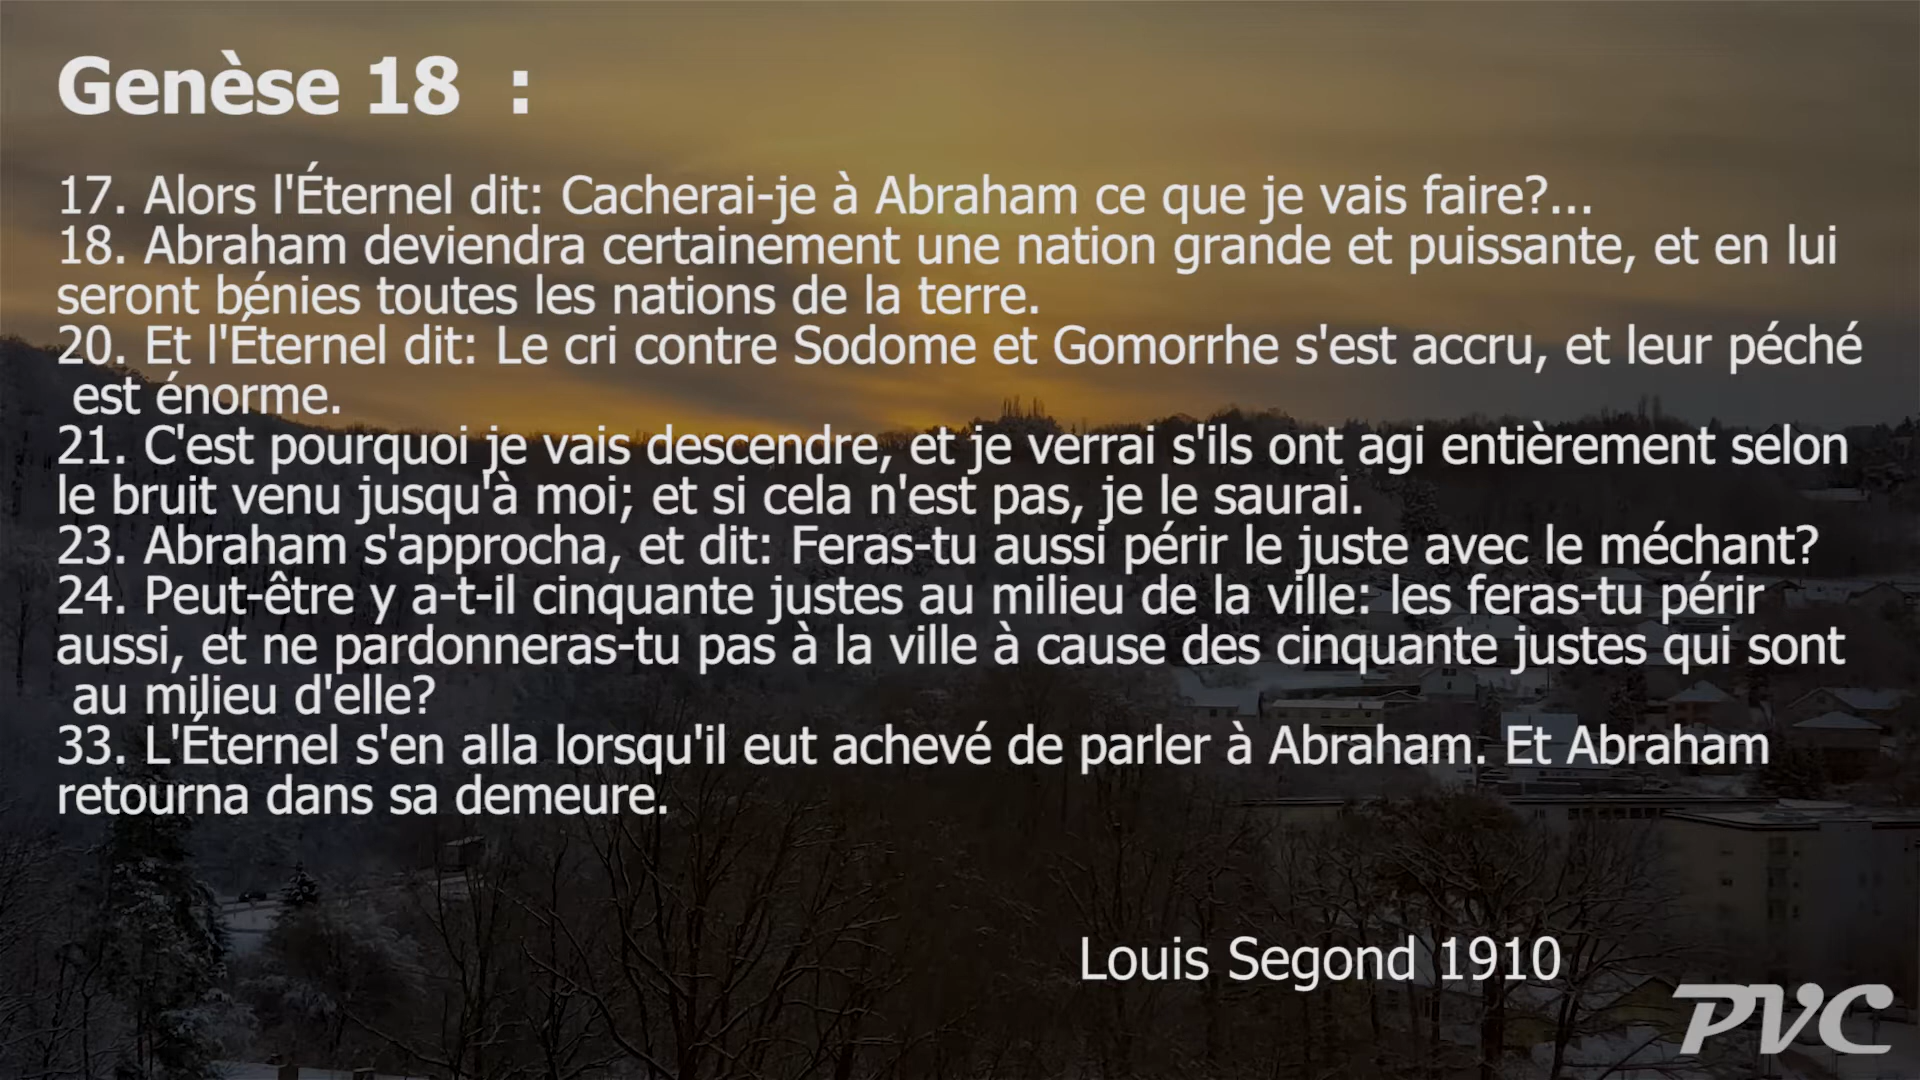 Genèse 18 :
17. Alors l'Éternel dit: Cacherai-je à Abraham ce que je vais faire?...
18. Abraham deviendra certainement une nation grande et puissante, et en lui
seront bénies toutes les nations de la terre.
20. Et l'Éternel dit: Le cri contre Sodome et Gomorrhe s'est accru, et leur péché
est énorme.
21. C'est pourquoi je vais descendre, et je verrai s'ils ont agi entièrement selon
le bruit venu jusqu'à moi; et si cela n'est pas, je le saurai.
23. Abraham s'approcha, et dit: Feras-tu aussi périr le juste avec le méchant?
24. Peut-être y a-t-il cinquante justes au milieu de la ville: les feras-tu périr
aussi, et ne pardonneras-tu pas à la ville à cause des cinquante justes qui sont
au milieu d'elle?
33. L'Éternel s'en alla lorsqu'il eut achevé de parler à Abraham. Et Abraham
retourna dans sa demeure.
Louis Segond 1910
PVC